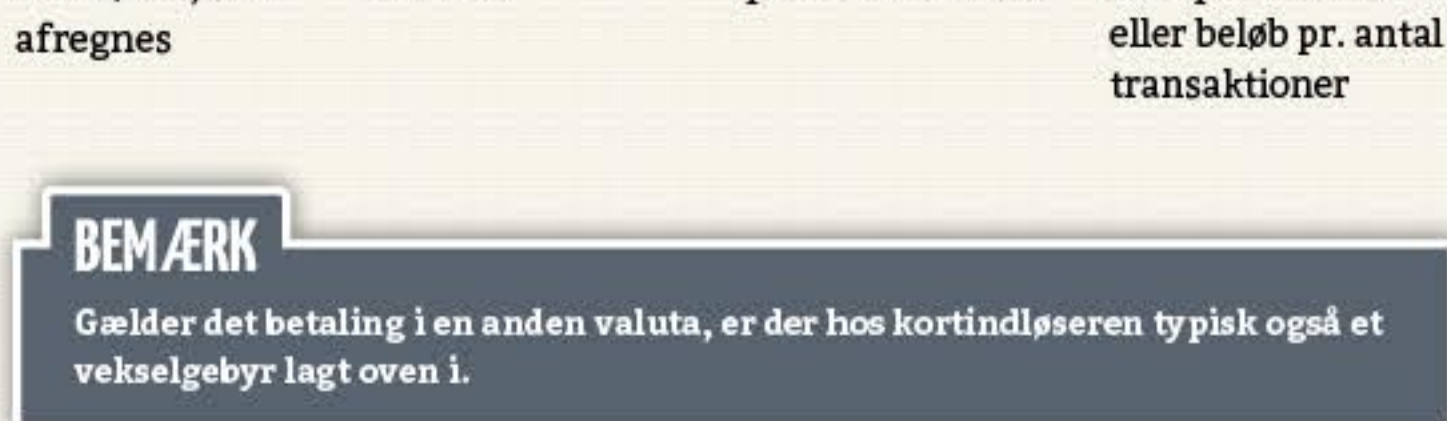 afregnes
eller beløb pr. antal
transaktioner
BEMÆRK
Gælder det betaling i en anden valuta, er der hos kortindløseren typisk også et
vekselgebyr lagt oven i.